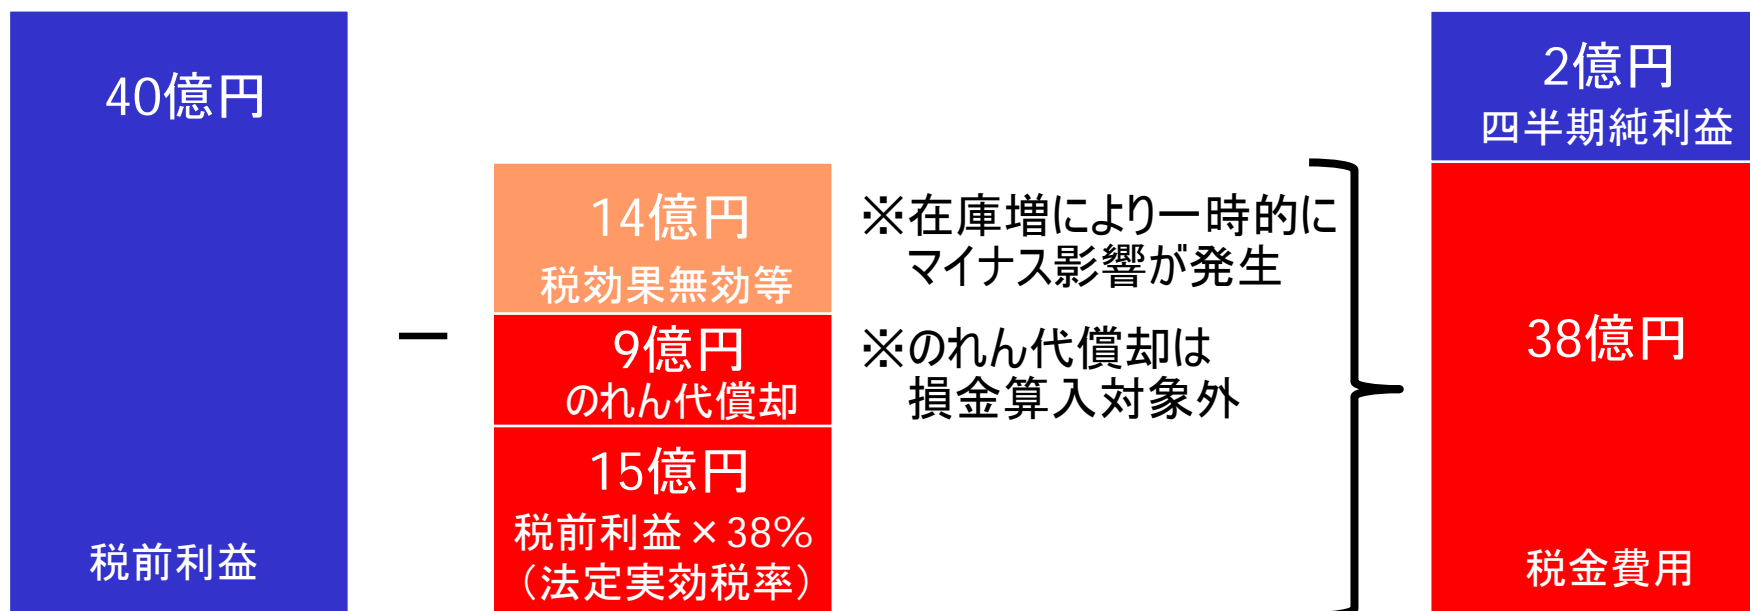 40億円
税前利益
－
14億円
税効果無効等
9億円
のれん代償却
15億円
税前利益×38%
（法定実効税率）
※在庫増により一時的に
マイナス影響が発生
※のれん代償却は
損金算入対象外
2億円
四半期純利益
38億円
税金費用